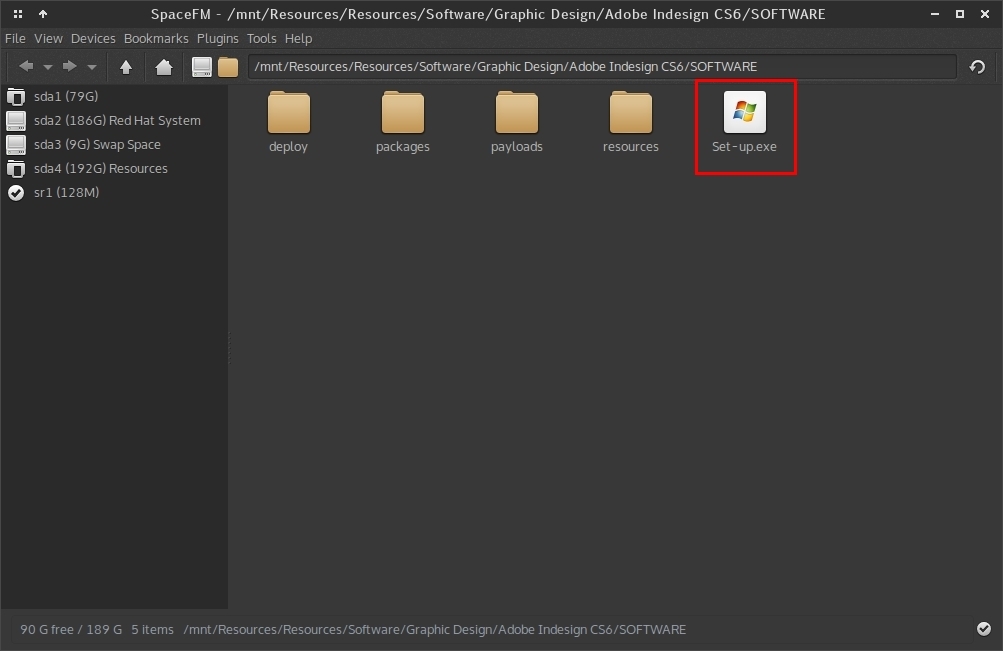 SpaceFM - /mnt/Resources/Resources/Software/Graphic Design/Adobe Indesign CS6/SOFTWARE
File View Devices Bookmarks Plugins Tools Help
/mnt/Resources/Resources/Software/Graphic Design/Adobe Indesign CS6/SOFTWARE
sda1 (79G)
sda2 (186G) Red Hat System
sda3 (9G) Swap Space
sda4 (192G) Resources
sr1 (128M)
deploy
packages
payloads
resources
Set-up.exe
90 G free / 189 G 5 items /mnt/Resources/Resources/Software/Graphic Design/Adobe Indesign CS6/SOFTWARE